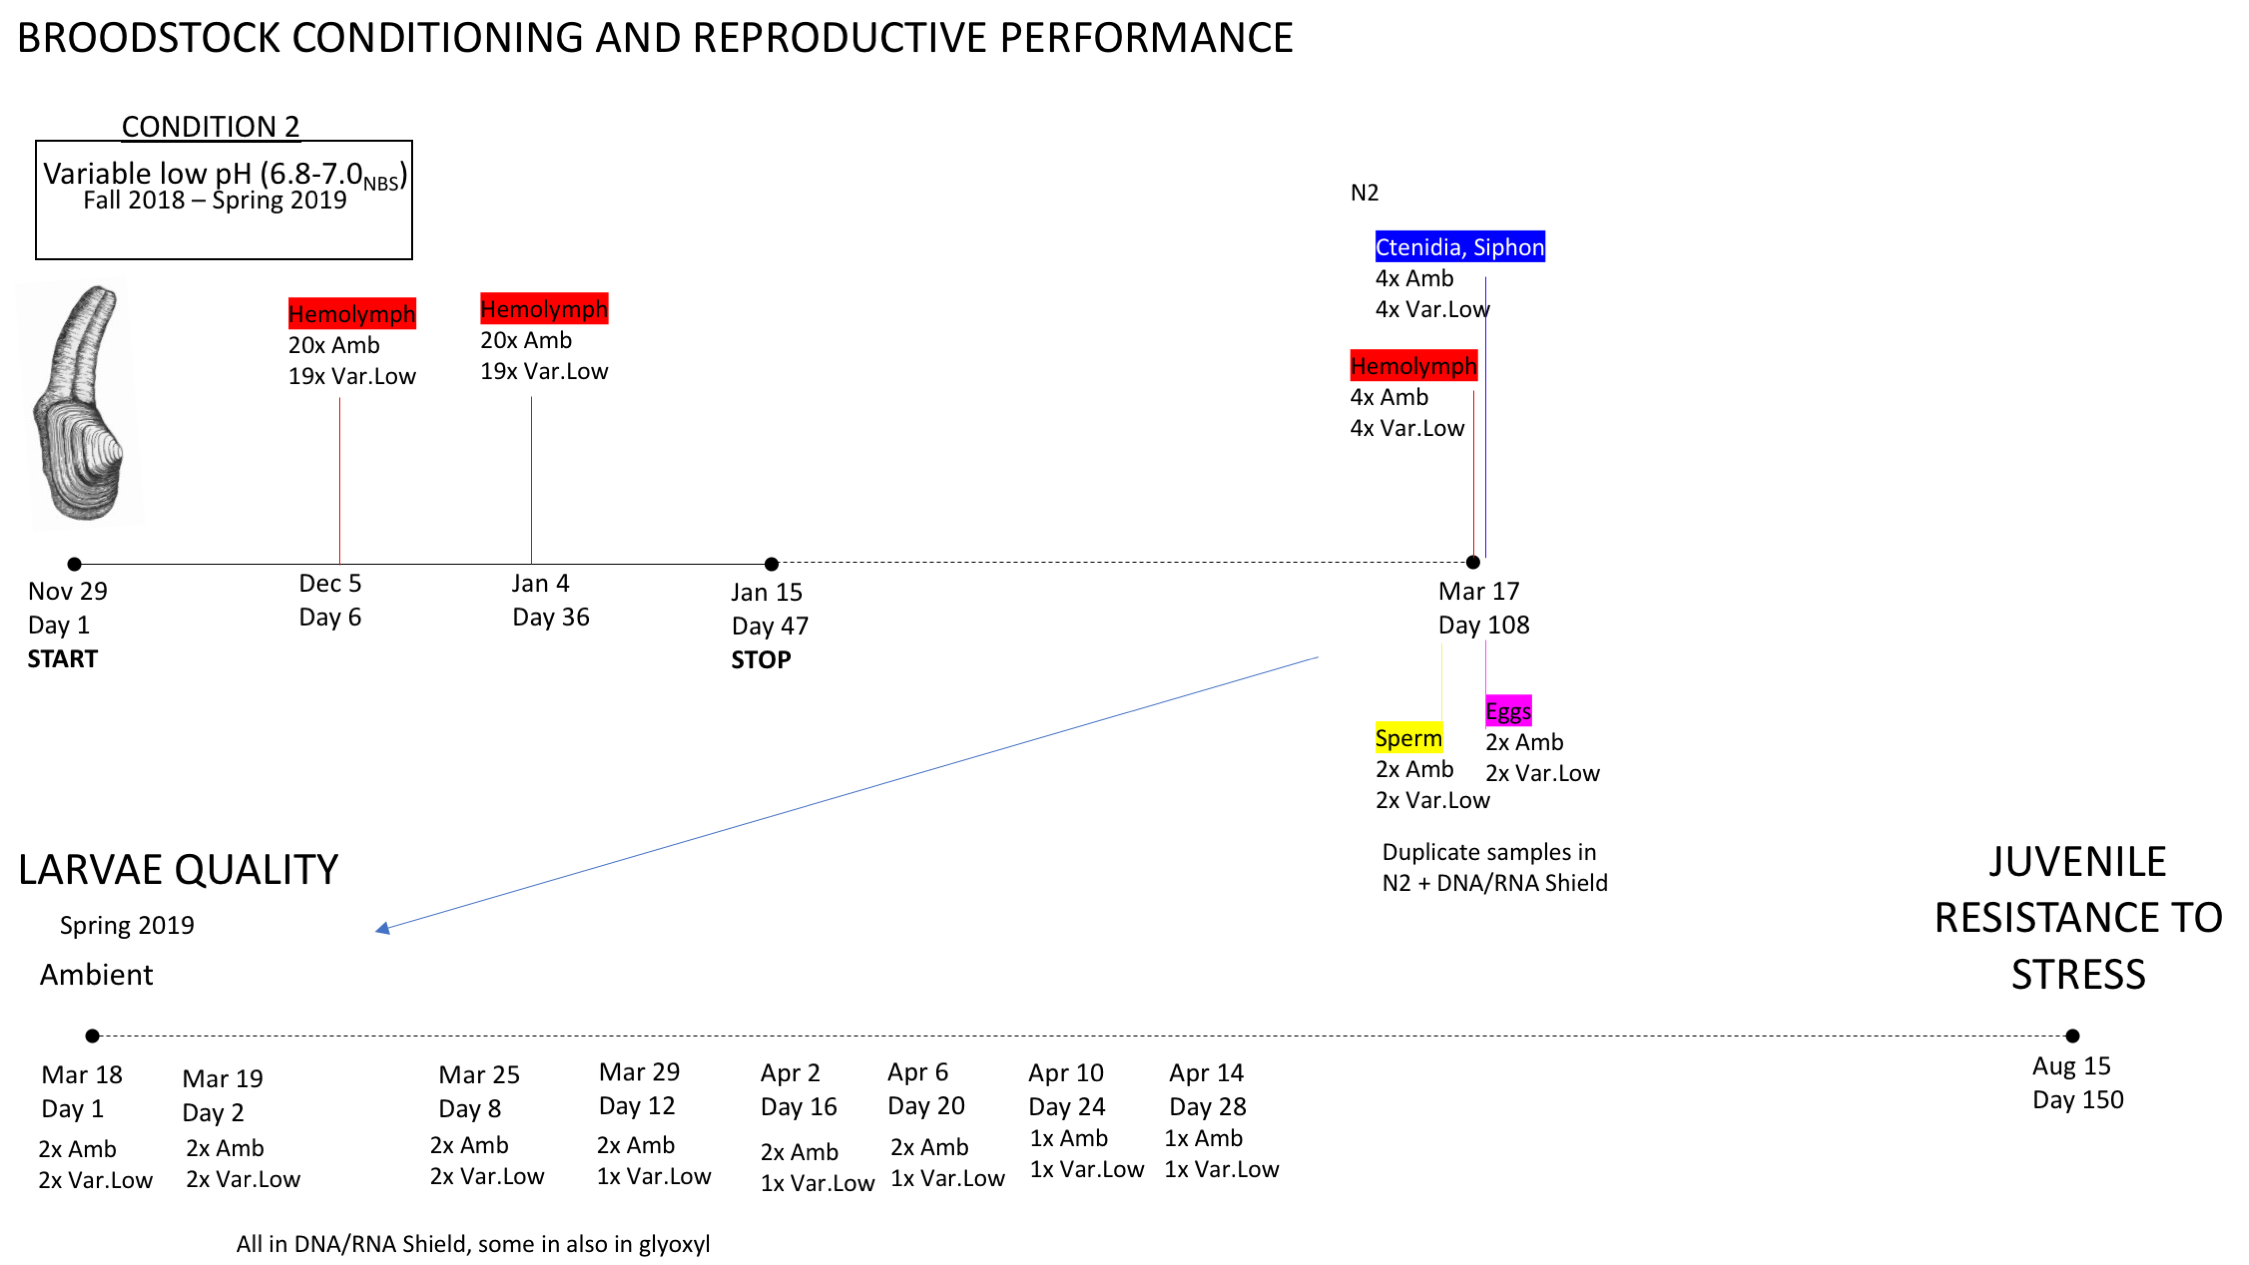 BROODSTOCK CONDITIONING AND REPRODUCTIVE PERFORMANCE
CONDITION 2
Variable low pH (6.8-7.0NBS)
Fall 2018 – Spring 2019
Hemolymph
20x Amb
19x Var.Low
Hemolymph
20x Amb
19x Var.Low
N2
Ctenidia, Siphon
4x Amb
4x Var.Low
Hemolymph
4x Amb
4x Var.Low
Nov 29
Day 1
START
Dec 5
Day 6
Jan 4
Day 36
Jan 15
Day 47
STOP
Mar 17
Day 108
Sperm
2x Amb
2x Var.Low
Eggs
2x Amb
2x Var.Low
Duplicate samples in
N2 + DNA/RNA Shield
LARVAE QUALITY
Spring 2019
Ambient
JUVENILE
RESISTANCE TO
STRESS
Mar 18
Day 1
2x Amb
2x Var.Low
Mar 19
Day 2
2x Amb
2x Var.Low
Mar 25
Day 8
2x Amb
2x Var.Low
Mar 29
Day 12
2x Amb
1x Var.Low
Apr 2
Day 16
2x Amb
1x Var.Low
Apr 6
Day 20
2x Amb
1x Var.Low
Apr 10
Day 24
1x Amb
1x Var.Low
Apr 14
Day 28
1x Amb
1x Var.Low
Aug 15
Day 150
All in DNA/RNA Shield, some in also in glyoxyl